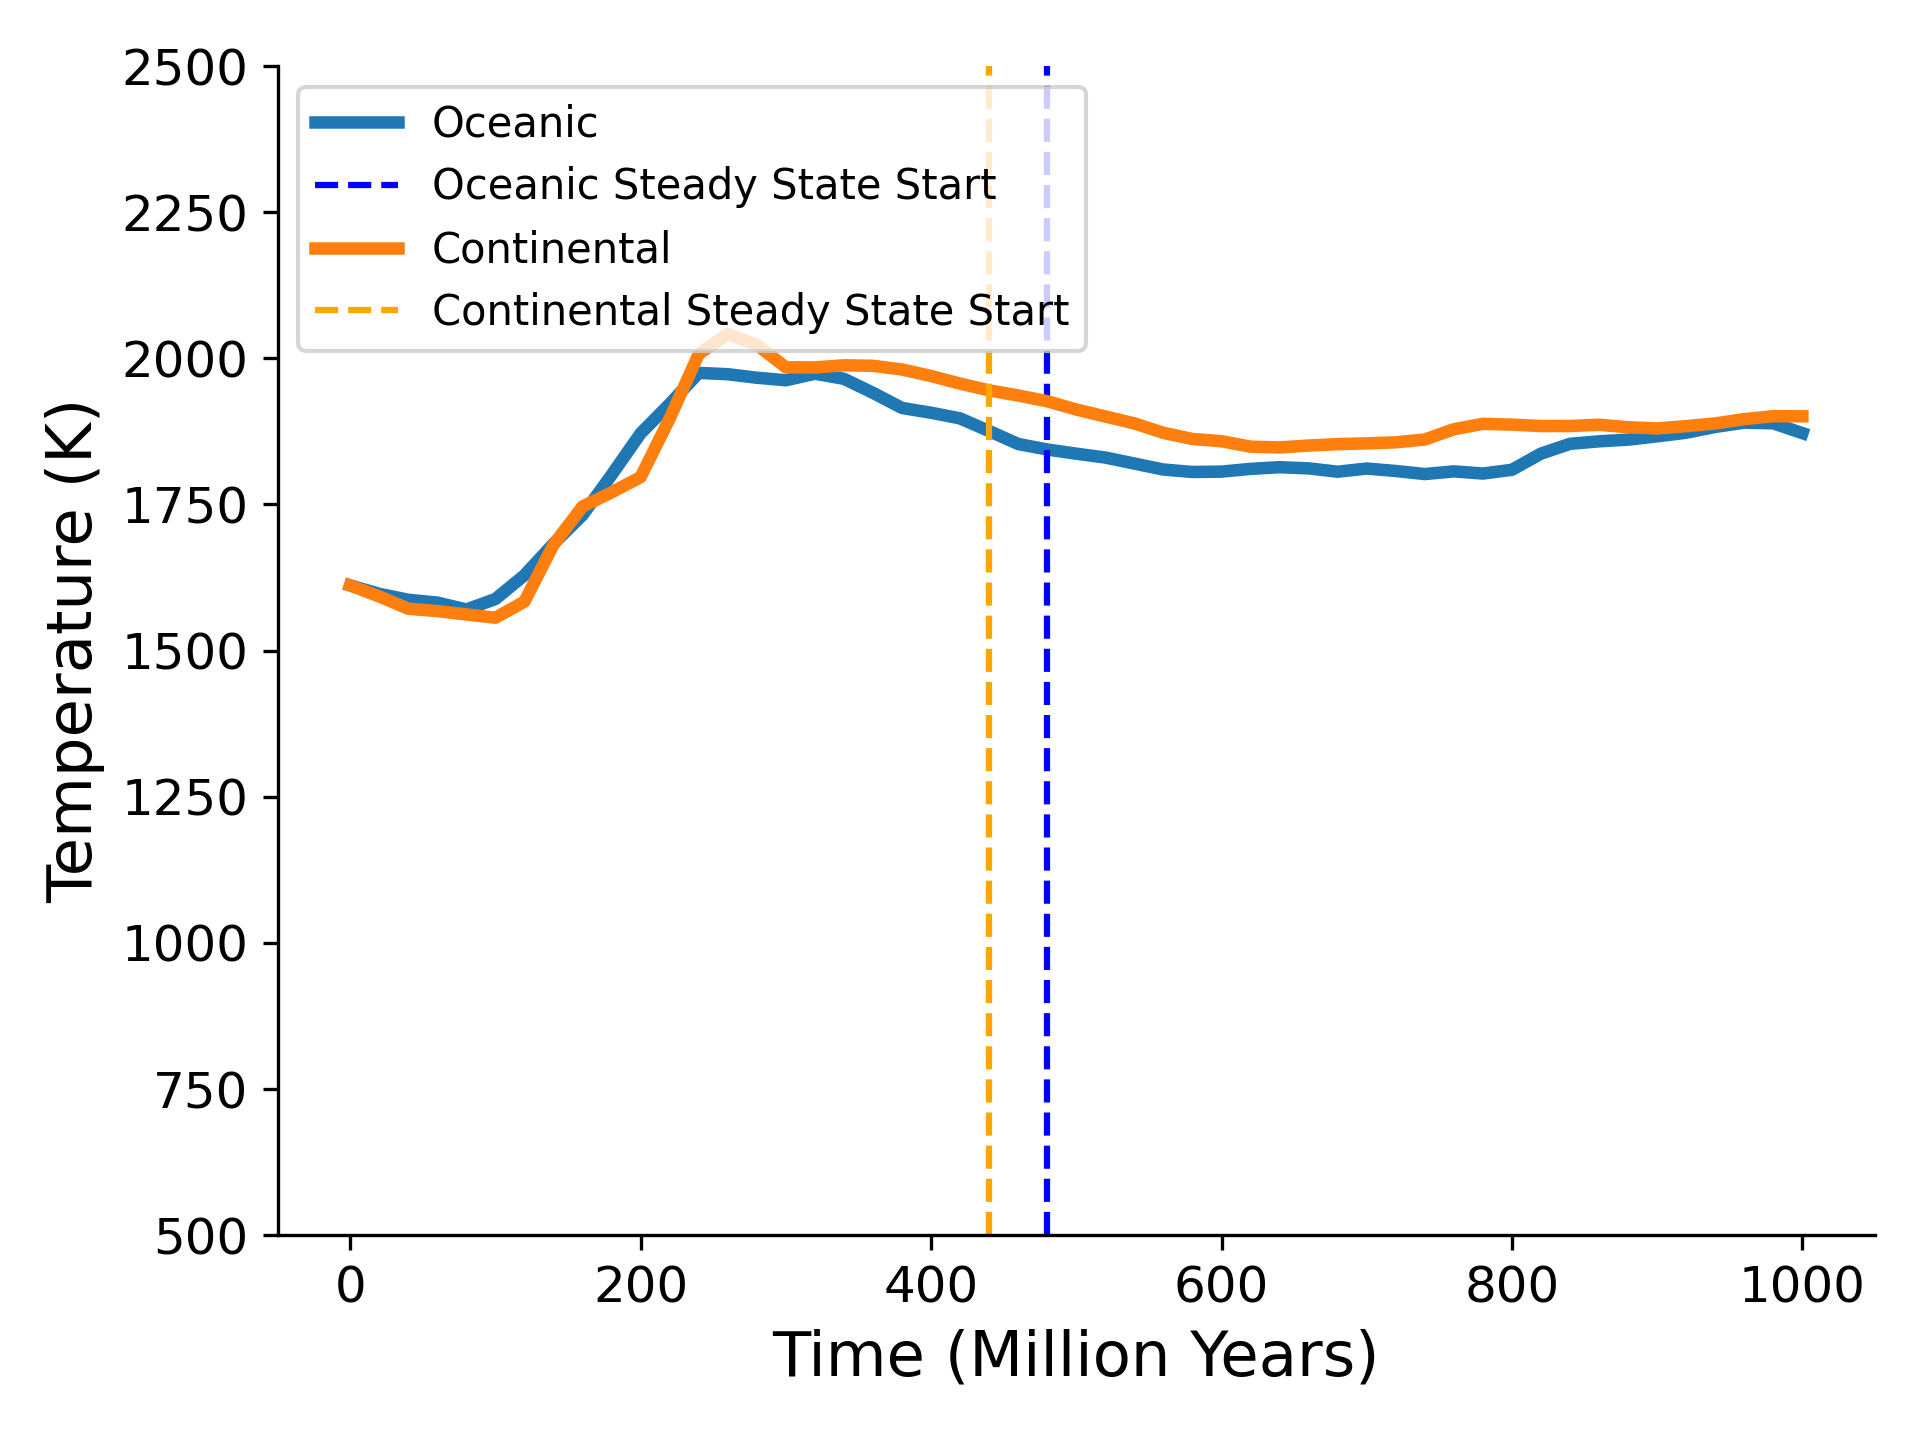 2500
2250
2000
1750
1500
1250
1000
750
500
Temperature (K)
Oceanic
Oceanic Steady State Start
Continental
Continental Steady State Start
0 200 400 600 800 1000
Time (Million Years)